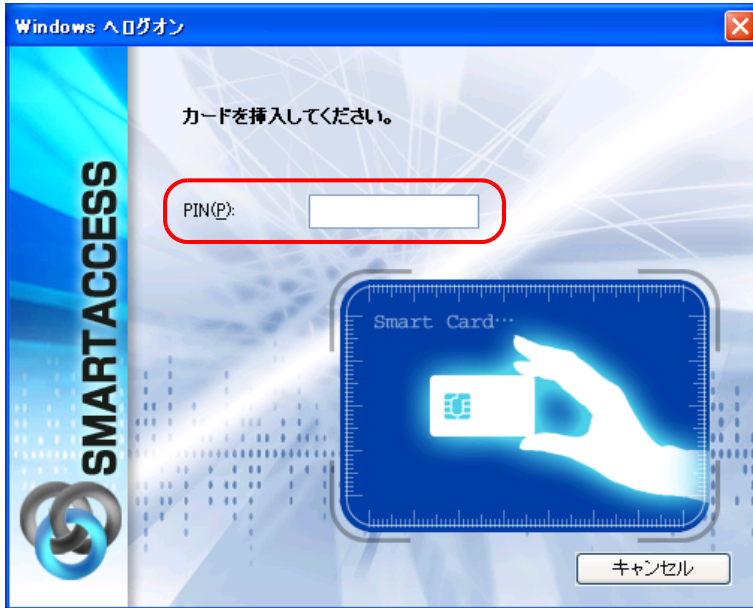 Windows へログオン
カードを挿入してください。
PIN(P):
SMARTACCESS
Smart Card…
キャンセル